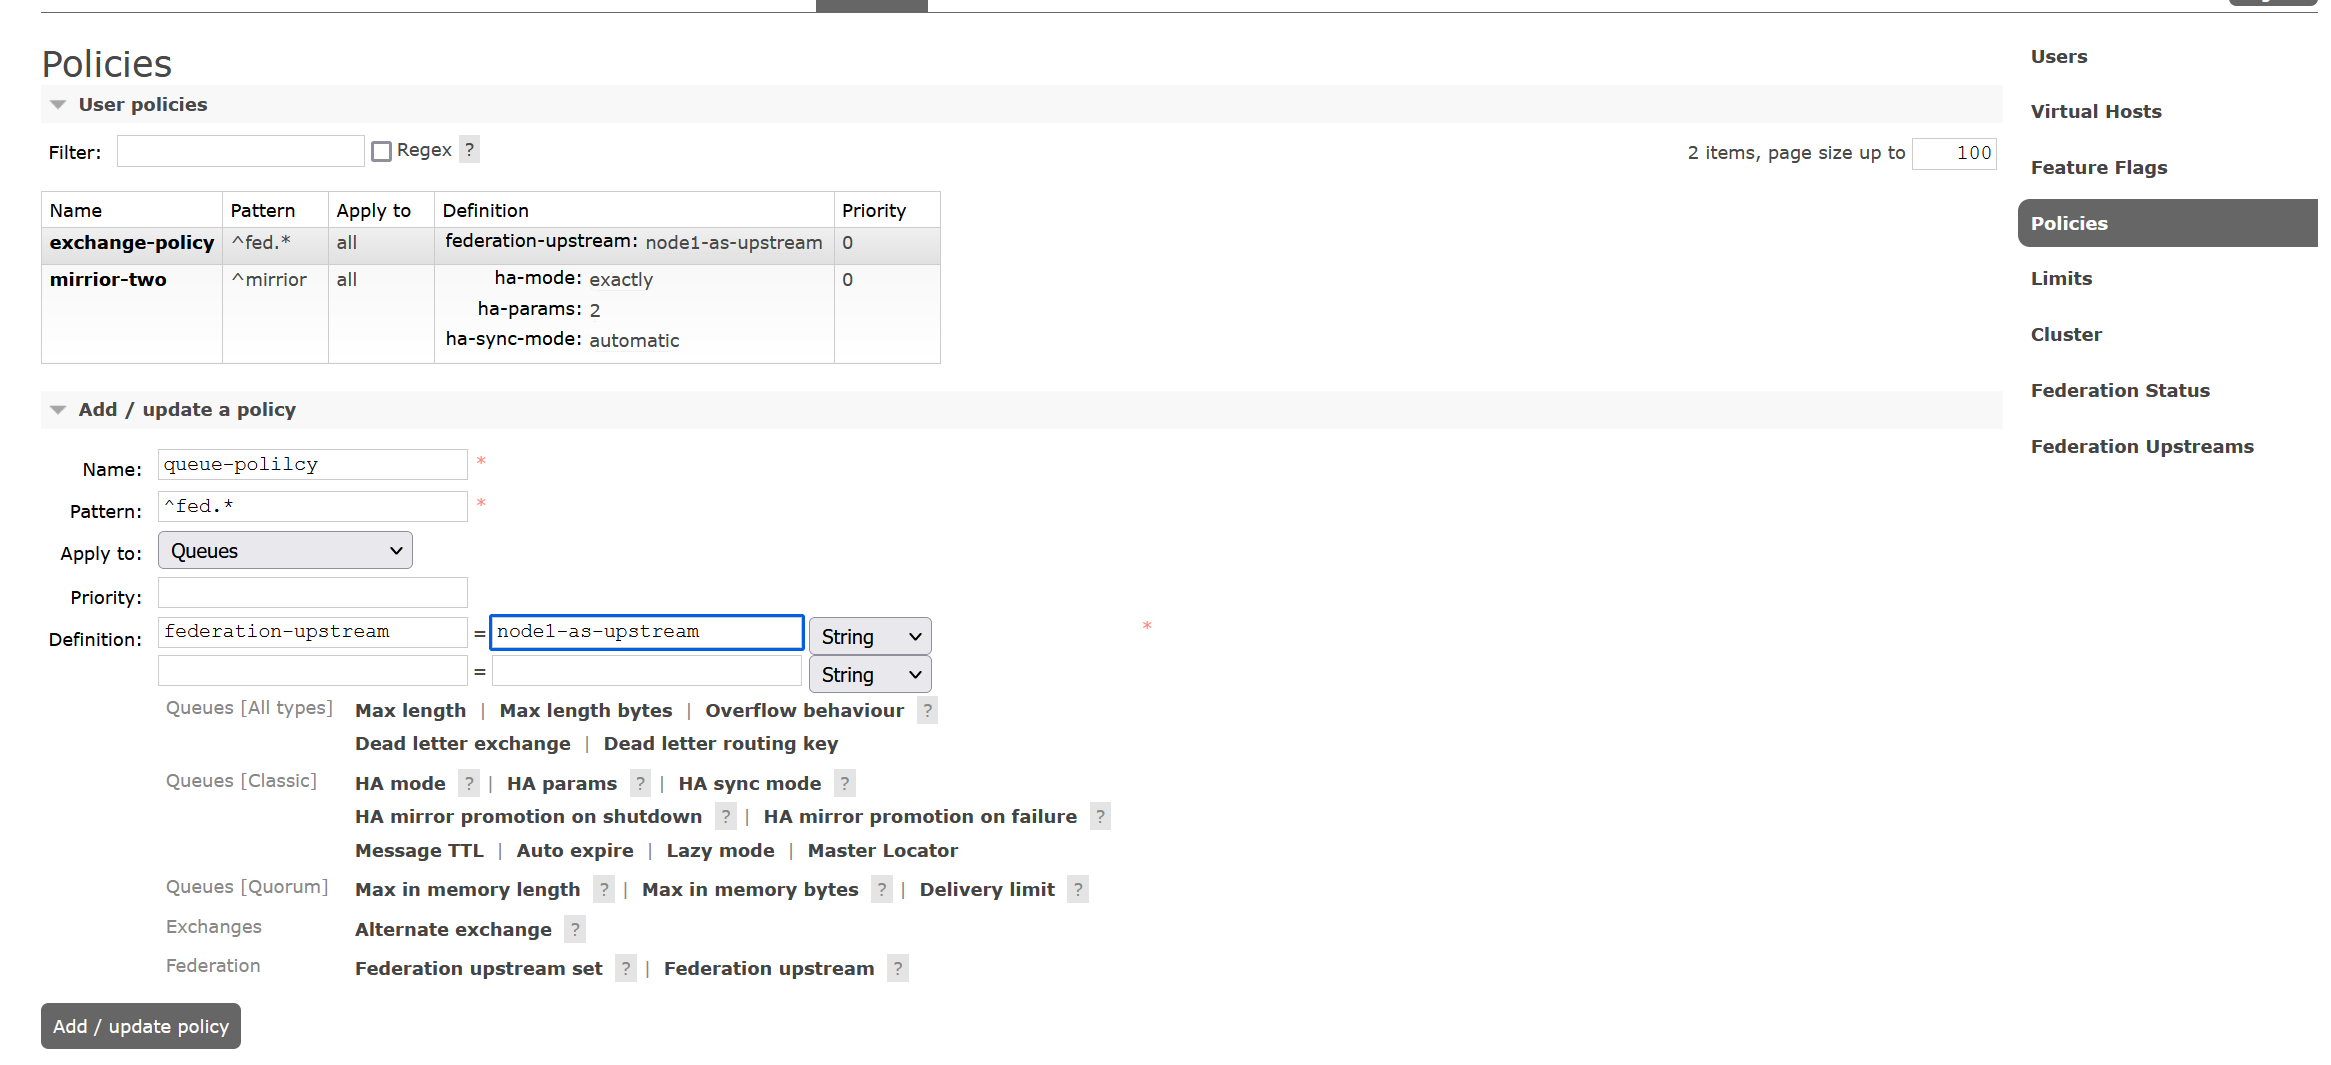 Policies
User policies
Filter: Regex ? 2 items, page size up to 100
Name Pattern Apply to Definition Priority
exchange-policy ^fed.* all federation-upstream: node1-as-upstream 0
mirrior-two ^mirrior all ha-mode: exactly 0
ha-params: 2
ha-sync-mode: automatic
Add / update a policy
Name: queue-polilcy *
Pattern: ^fed.* *
Apply to: Queues
Priority:
Definition: federation-upstream = node1-as-upstream String *
= String
Queues [All types] Max length | Max length bytes | Overflow behaviour ?
Dead letter exchange | Dead letter routing key
Queues [Classic] HA mode ? | HA params ? | HA sync mode ?
HA mirror promotion on shutdown ? | HA mirror promotion on failure ?
Message TTL | Auto expire | Lazy mode | Master Locator
Queues [Quorum] Max in memory length ? | Max in memory bytes ? | Delivery limit ?
Exchanges Alternate exchange ?
Federation Federation upstream set ? | Federation upstream ?
Add / update policy
Users
Virtual Hosts
Feature Flags
Policies
Limits
Cluster
Federation Status
Federation Upstreams